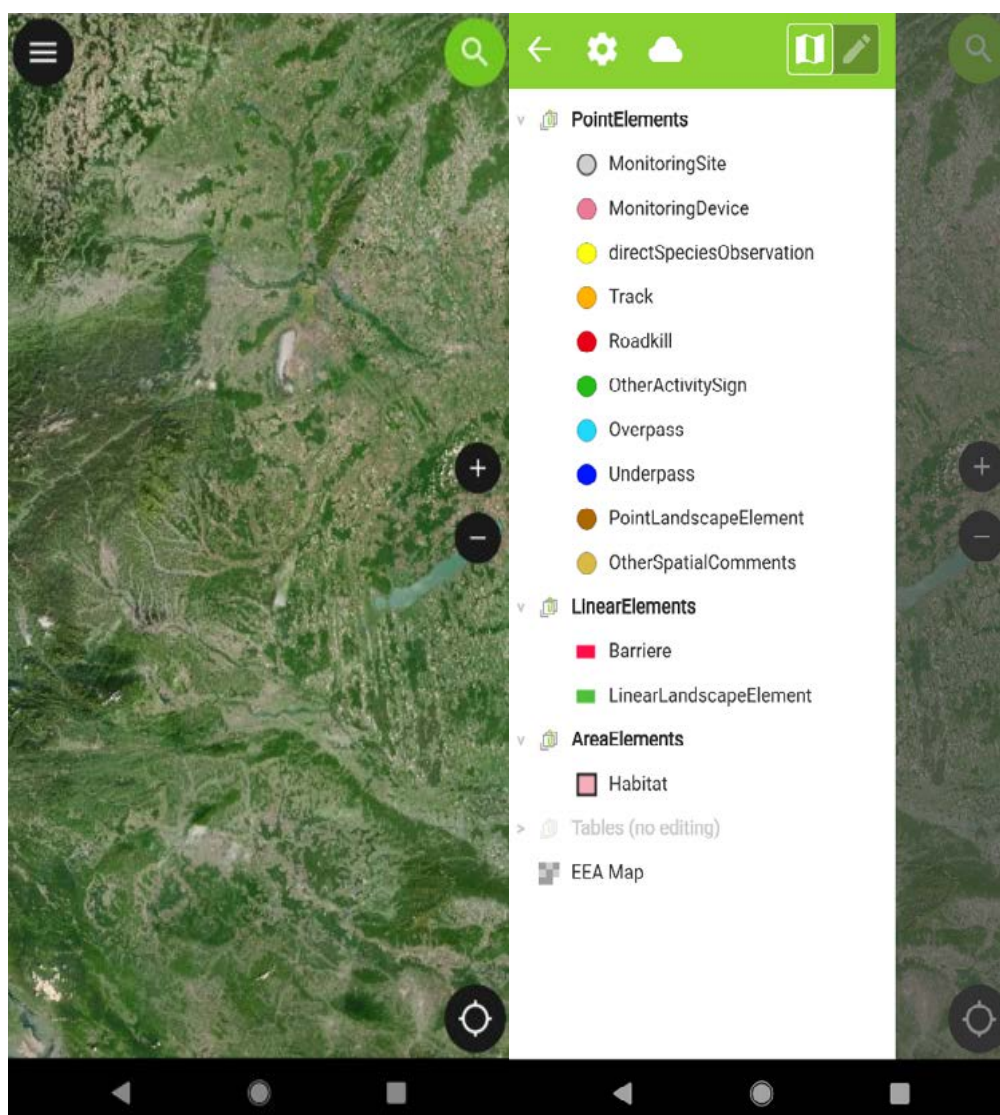 PointElements
MonitoringSite
MonitoringDevice
directSpeciesObservation
Track
Roadkill
OtherActivitySign
Overpass
Underpass
PointLandscapeElement
OtherSpatialComments
LinearElements
Barriere
LinearLandscapeElement
AreaElements
Habitat
Tables (no editing)
EEA Map